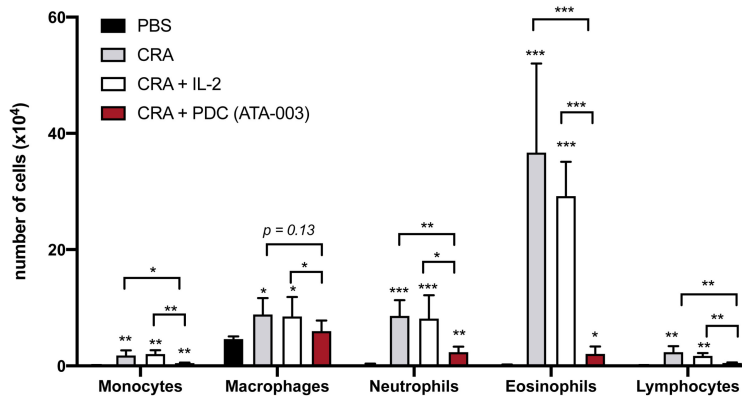 60
40
20
0
number of cells (x10⁴)
PBS
CRA
CRA + IL-2
CRA + PDC (ATA-003)
*
**
**
**
**
p = 0.13
*
*
*
**
*
***
***
**
***
***
***
***
*
**
**
**
**
Monocytes
Macrophages
Neutrophils
Eosinophils
Lymphocytes